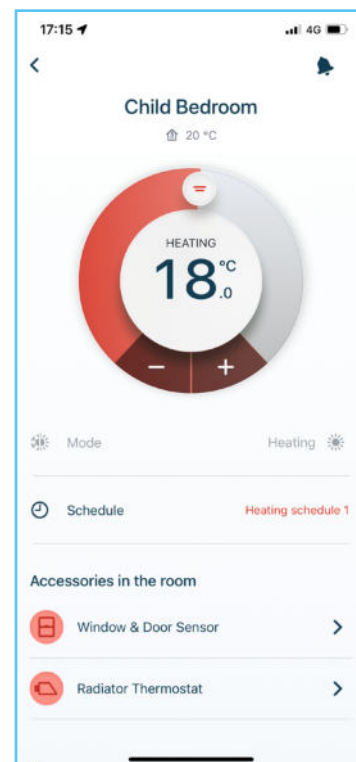 17:15 4G
Child Bedroom
20 °C
HEATING
18.0 °C
− +
Mode Heating
Schedule Heating schedule 1
Accessories in the room
Window & Door Sensor
Radiator Thermostat